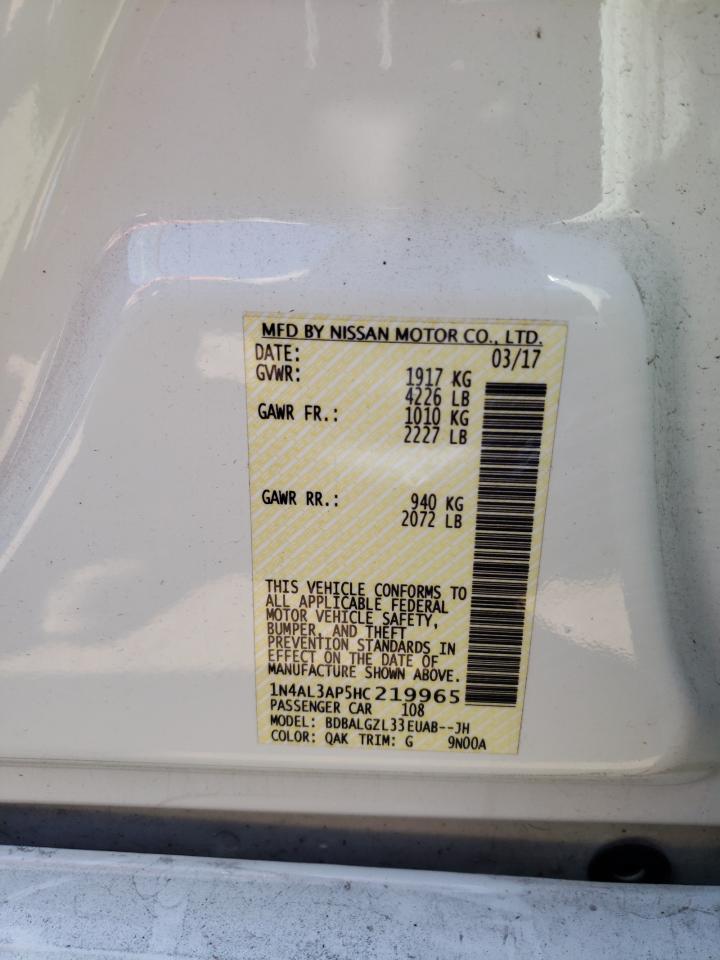 MFD BY NISSAN MOTOR CO., LTD.
DATE: 03/17
GVWR: 1917 KG
4226 LB
GAWR FR.: 1010 KG
2227 LB
GAWR RR.: 940 KG
2072 LB
THIS VEHICLE CONFORMS TO
ALL APPLICABLE FEDERAL
MOTOR VEHICLE SAFETY,
BUMPER, AND THEFT
PREVENTION STANDARDS IN
EFFECT ON THE DATE OF
MANUFACTURE SHOWN ABOVE.
1N4AL3AP5HC219965
PASSENGER CAR 108
MODEL: BDBALGZL33EUAB--JH
COLOR: QAK TRIM: G 9N00A